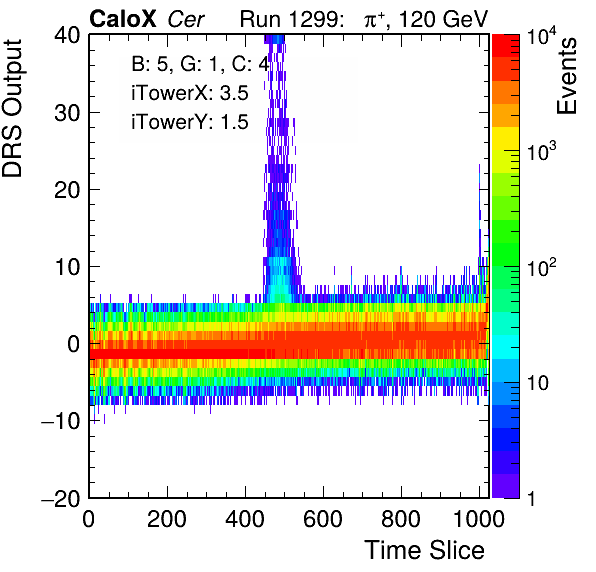 CaloX Cer Run 1299: π⁺, 120 GeV
B: 5, G: 1, C: 4
iTowerX: 3.5
iTowerY: 1.5
DRS Output
40
30
20
10
0
−10
−20
0 200 400 600 800 1000
Time Slice
Events
10⁴
10³
10²
10
1